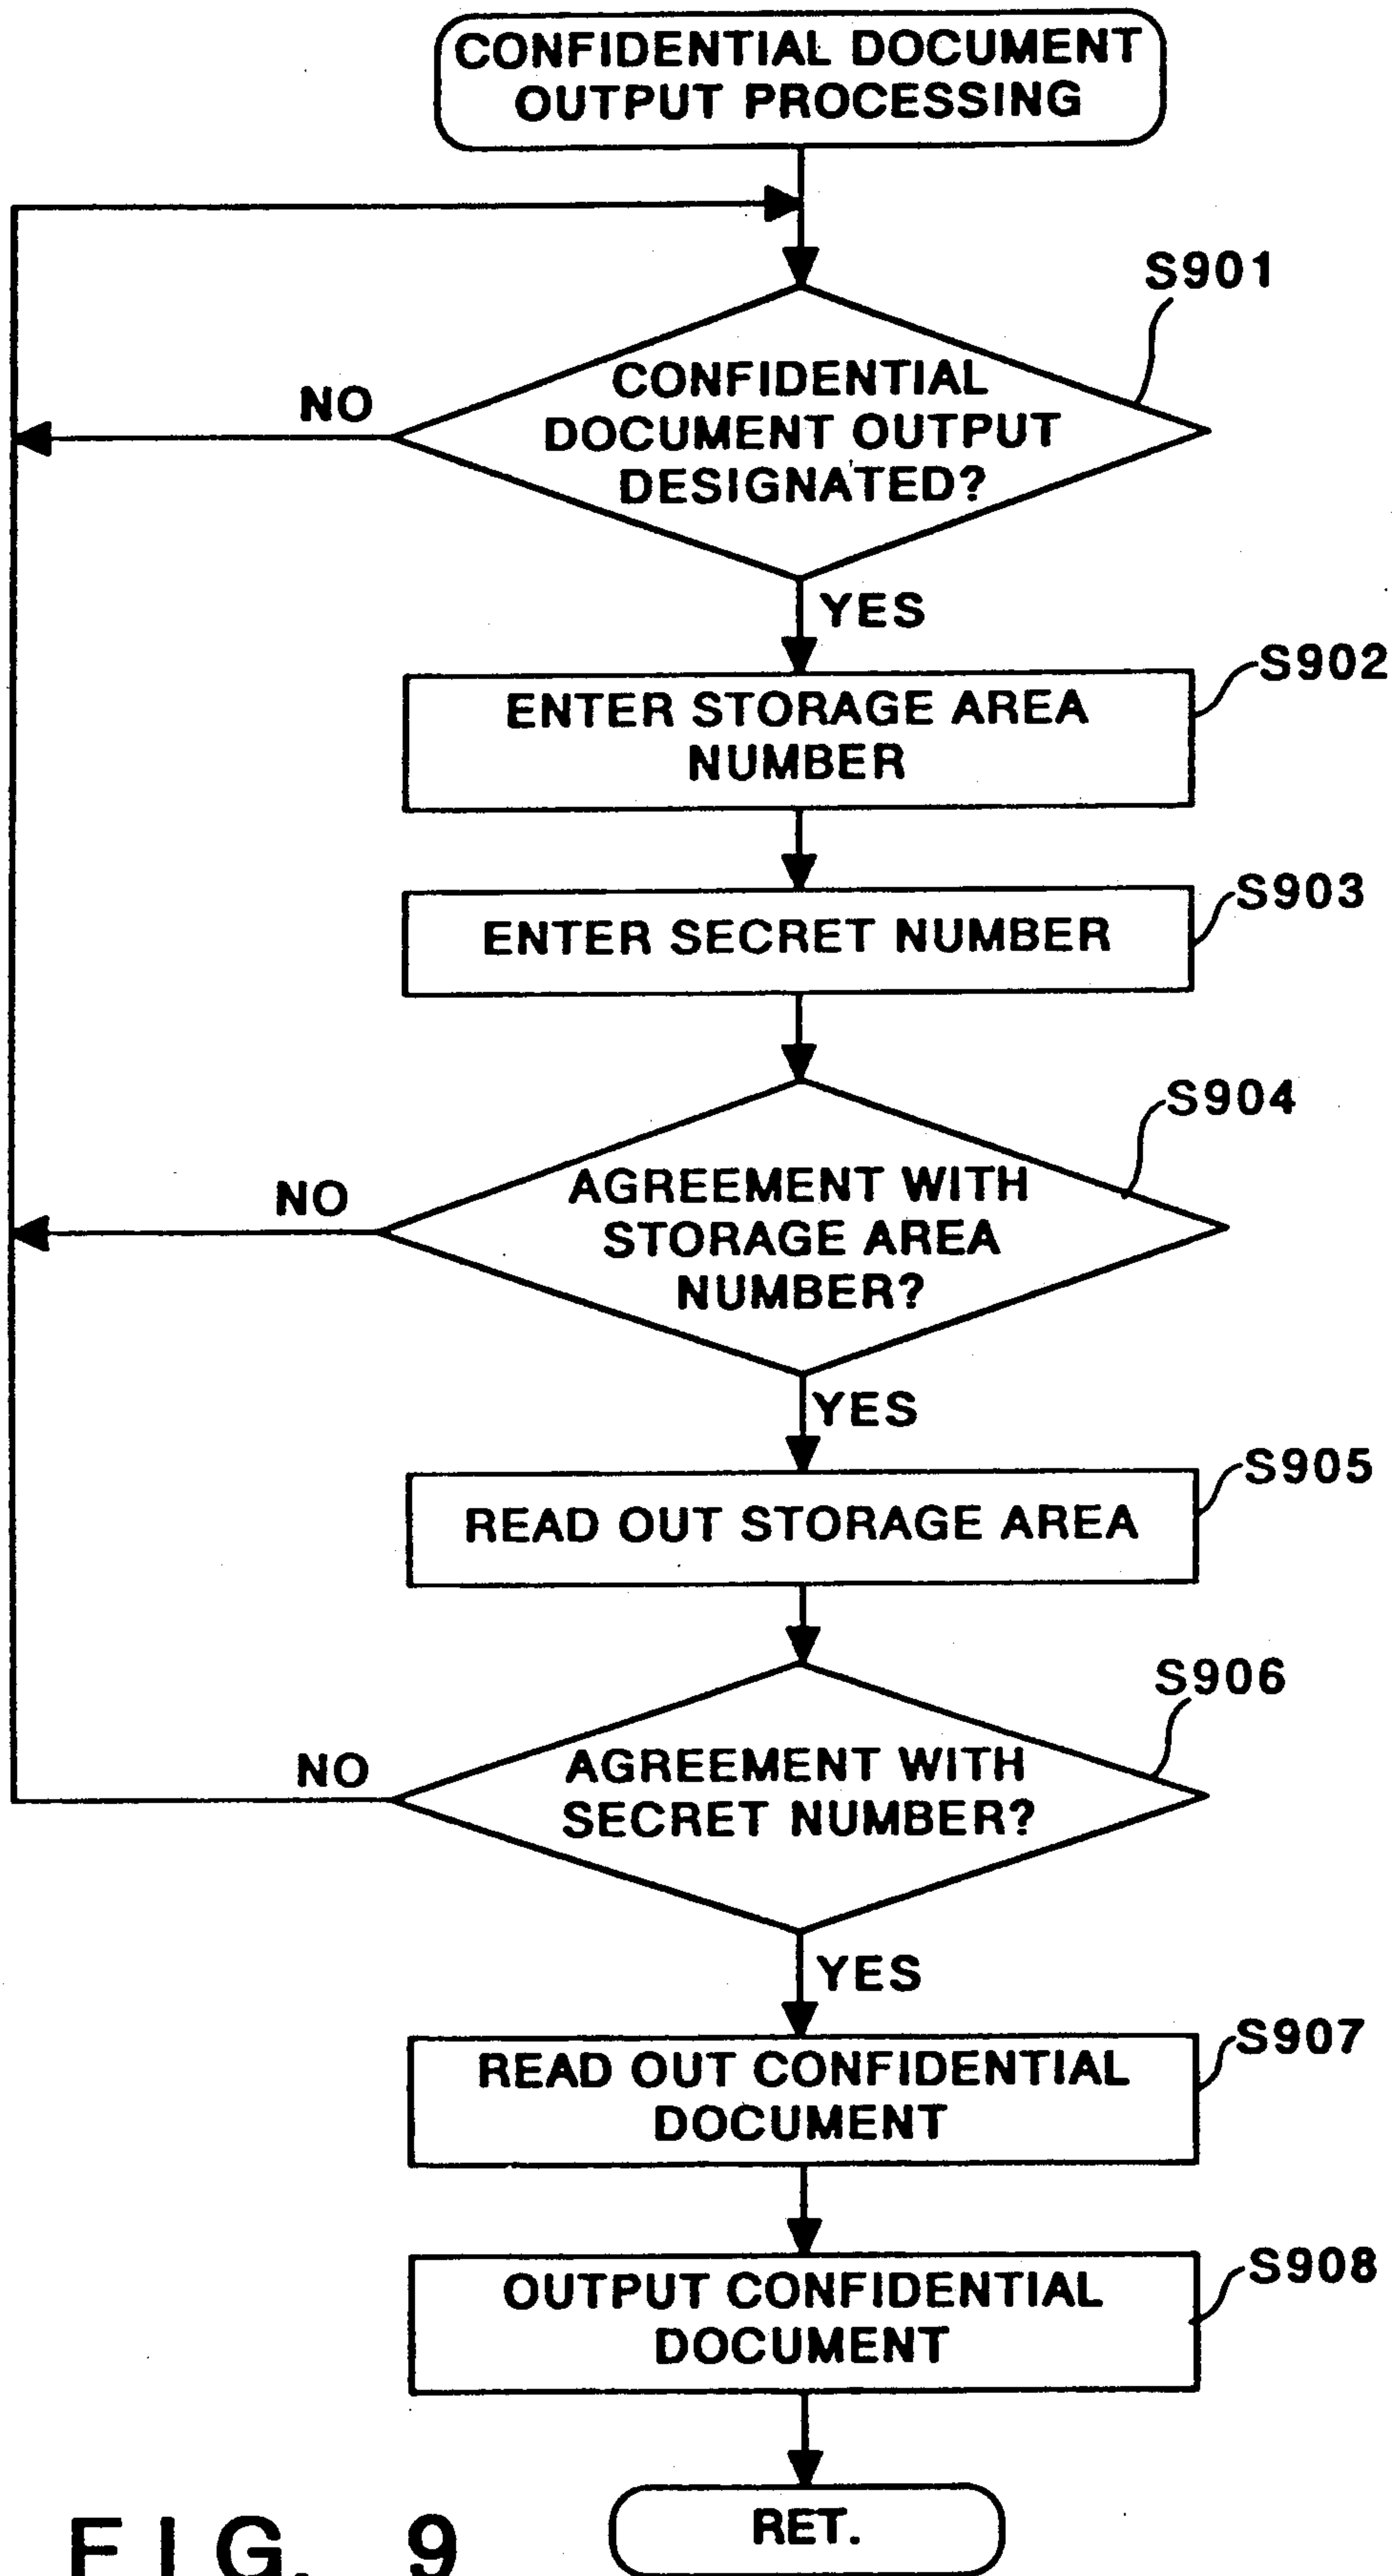 CONFIDENTIAL DOCUMENT
OUTPUT PROCESSING
S901
CONFIDENTIAL
DOCUMENT OUTPUT
DESIGNATED?
NO
YES
S902
ENTER STORAGE AREA
NUMBER
S903
ENTER SECRET NUMBER
S904
AGREEMENT WITH
STORAGE AREA
NUMBER?
NO
YES
S905
READ OUT STORAGE AREA
S906
AGREEMENT WITH
SECRET NUMBER?
NO
YES
S907
READ OUT CONFIDENTIAL
DOCUMENT
S908
OUTPUT CONFIDENTIAL
DOCUMENT
RET.
FIG. 9